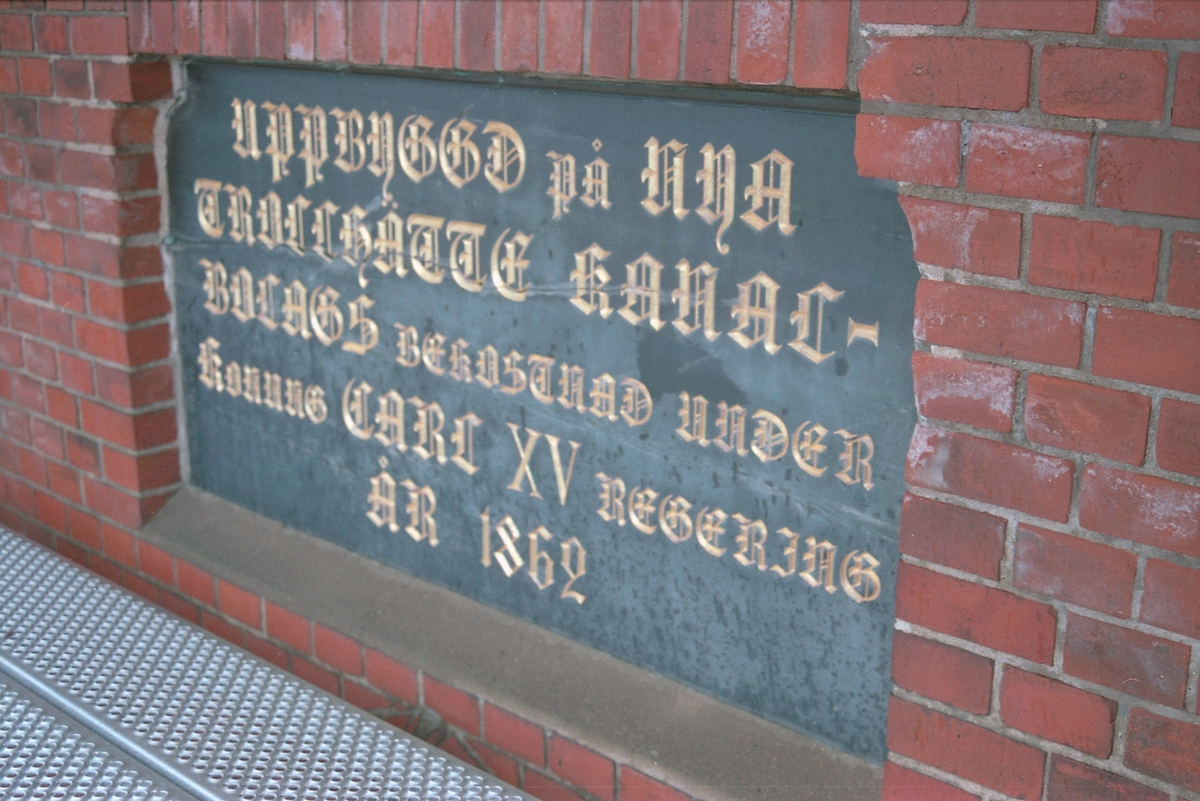 UPPBYGGD på NYA
TROLLHÄTTE KANAL-
BOLAGS BEKOSTNAD UNDER
Konung CARL XV REGERING
ÅR 1862